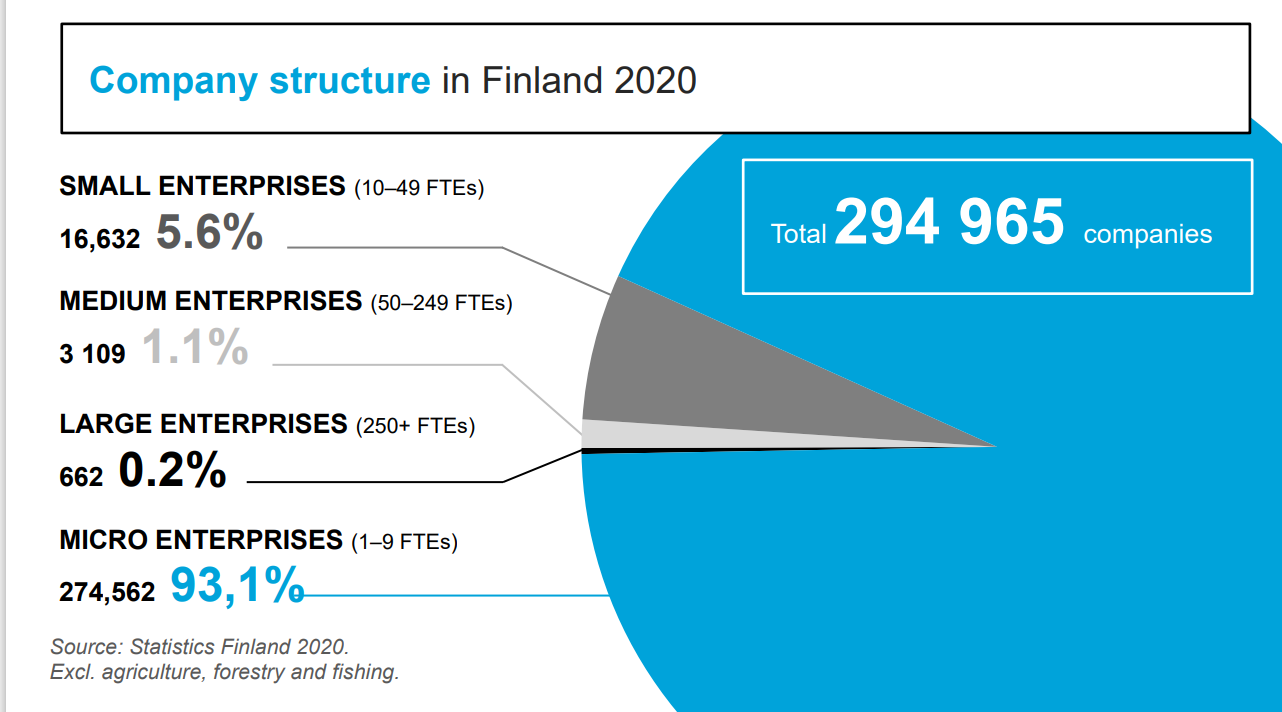 Company structure in Finland 2020
Total 294 965 companies
SMALL ENTERPRISES (10–49 FTEs)
16,632 5.6%
MEDIUM ENTERPRISES (50–249 FTEs)
3 109 1.1%
LARGE ENTERPRISES (250+ FTEs)
662 0.2%
MICRO ENTERPRISES (1–9 FTEs)
274,562 93,1%
Source: Statistics Finland 2020.
Excl. agriculture, forestry and fishing.